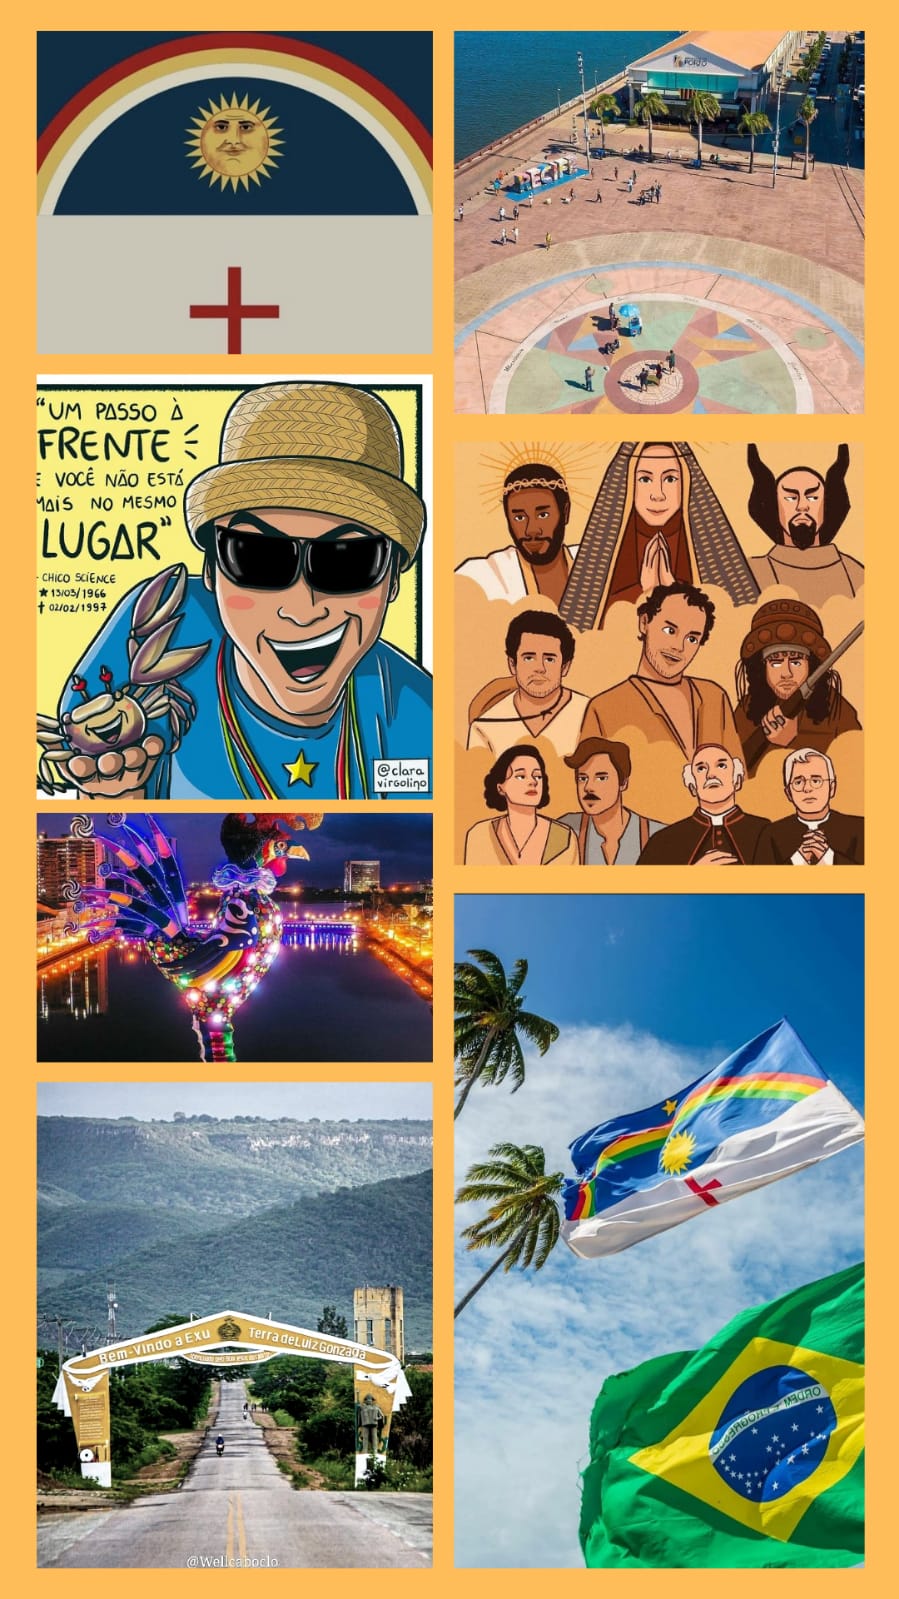 RECIFE
"UM PASSO À
FRENTE
E VOCÊ NÃO ESTÁ
MAIS NO MESMO
LUGAR"
- CHICO SCIENCE
★ 13/03/1966
✝ 02/02/1997
@clara
virgolino
Bem-Vindo a Exu
Terra de Luiz Gonzaga
@Wellcaboclo
ORDEM E PROGRESSO